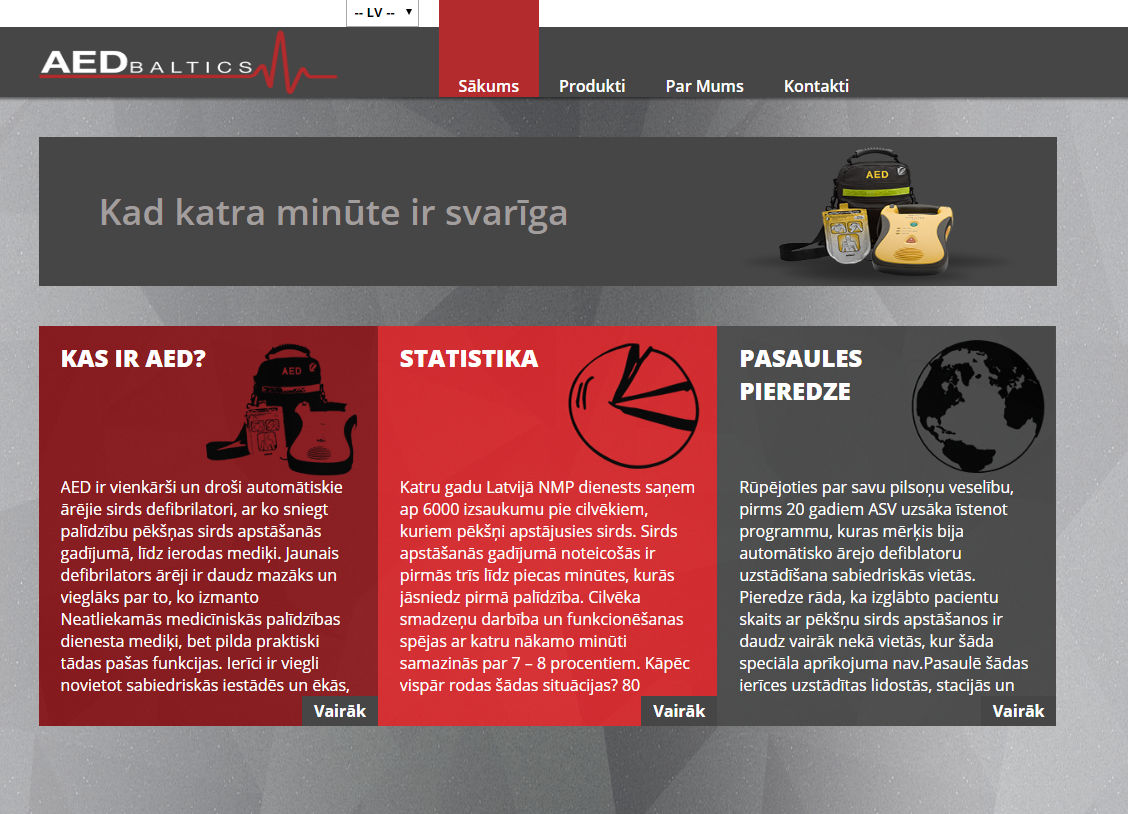 -- LV --
AEDBALTICS
Sākums
Produkti
Par Mums
Kontakti
Kad katra minūte ir svarīga
AED
KAS IR AED?
AED
AED ir vienkārši un droši automātiskie
ārējie sirds defibrilatori, ar ko sniegt
palīdzību pēkšņas sirds apstāšanās
gadījumā, līdz ierodas mediķi. Jaunais
defibrilators ārēji ir daudz mazāks un
vieglāks par to, ko izmanto
Neatliekamās medicīniskās palīdzības
dienesta mediķi, bet pilda praktiski
tādas pašas funkcijas. Ierīci ir viegli
novietot sabiedriskās iestādēs un ēkās,
Vairāk
STATISTIKA
Katru gadu Latvijā NMP dienests saņem
ap 6000 izsaukumu pie cilvēkiem,
kuriem pēkšņi apstājusies sirds. Sirds
apstāšanās gadījumā noteicošās ir
pirmās trīs līdz piecas minūtes, kurās
jāsniedz pirmā palīdzība. Cilvēka
smadzeņu darbība un funkcionēšanas
spējas ar katru nākamo minūti
samazinās par 7 – 8 procentiem. Kāpēc
vispār rodas šādas situācijas? 80
Vairāk
PASAULES
PIEREDZE
Rūpējoties par savu pilsoņu veselību,
pirms 20 gadiem ASV uzsāka īstenot
programmu, kuras mērķis bija
automātisko ārejo defiblatoru
uzstādīšana sabiedriskās vietās.
Pieredze rāda, ka izglābto pacientu
skaits ar pēkšņu sirds apstāšanos ir
daudz vairāk nekā vietās, kur šāda
speciāla aprīkojuma nav.Pasaulē šādas
ierīces uzstādītas lidostās, stacijās un
Vairāk